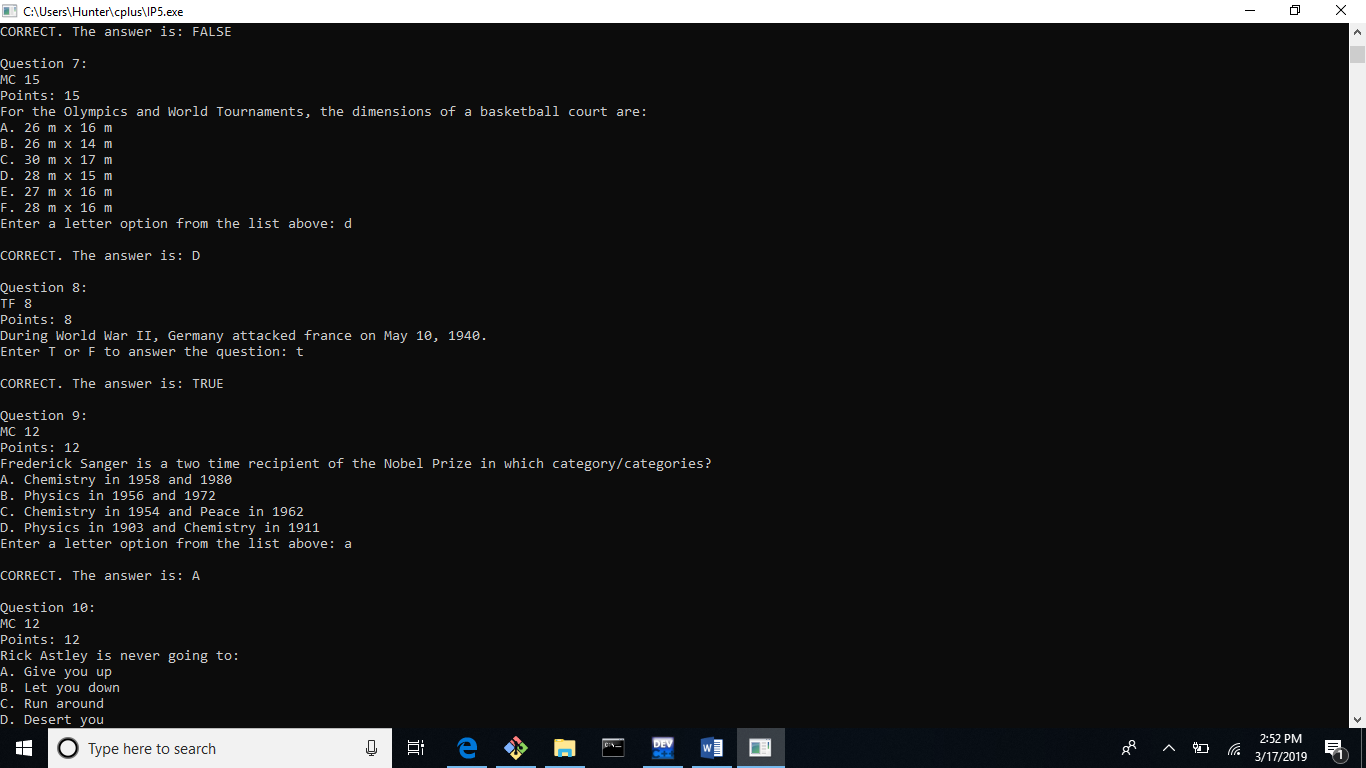 C:\Users\Hunter\cplus\IP5.exe
CORRECT. The answer is: FALSE
Question 7:
MC 15
Points: 15
For the Olympics and World Tournaments, the dimensions of a basketball court are:
A. 26 m x 16 m
B. 26 m x 14 m
C. 30 m x 17 m
D. 28 m x 15 m
E. 27 m x 16 m
F. 28 m x 16 m
Enter a letter option from the list above: d
CORRECT. The answer is: D
Question 8:
TF 8
Points: 8
During World War II, Germany attacked france on May 10, 1940.
Enter T or F to answer the question: t
CORRECT. The answer is: TRUE
Question 9:
MC 12
Points: 12
Frederick Sanger is a two time recipient of the Nobel Prize in which category/categories?
A. Chemistry in 1958 and 1980
B. Physics in 1956 and 1972
C. Chemistry in 1954 and Peace in 1962
D. Physics in 1903 and Chemistry in 1911
Enter a letter option from the list above: a
CORRECT. The answer is: A
Question 10:
MC 12
Points: 12
Rick Astley is never going to:
A. Give you up
B. Let you down
C. Run around
D. Desert you
Type here to search
DEV
2:52 PM
3/17/2019
1